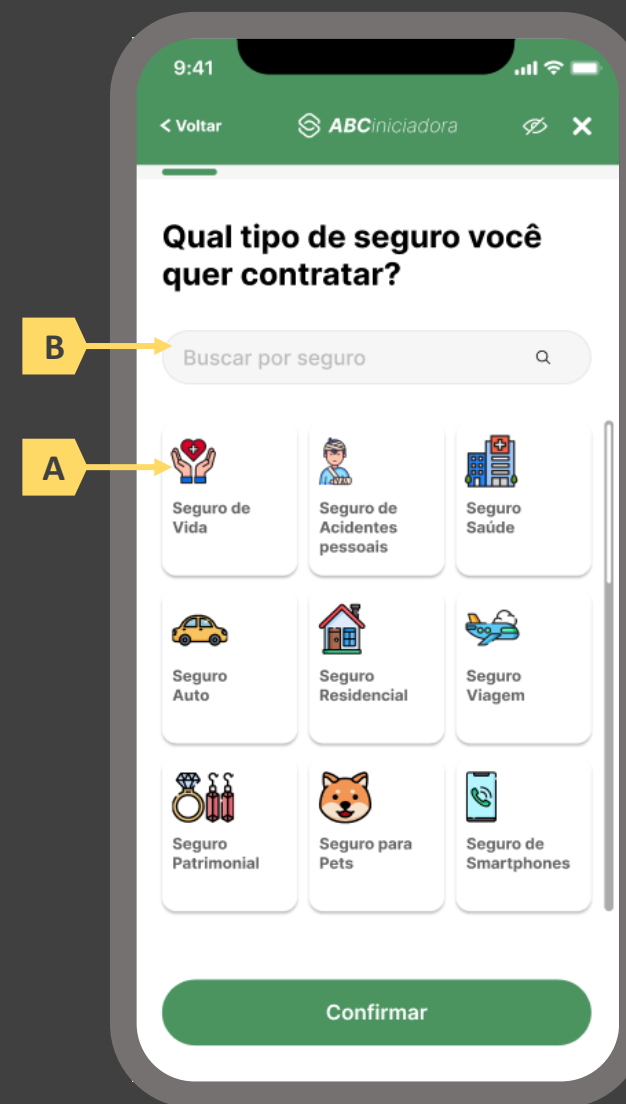 9:41
< Voltar
ABCiniciadora
Qual tipo de seguro você
quer contratar?
B
Buscar por seguro
A
Seguro de
Vida
Seguro de
Acidentes
pessoais
Seguro
Saúde
Seguro
Auto
Seguro
Residencial
Seguro
Viagem
Seguro
Patrimonial
Seguro para
Pets
Seguro de
Smartphones
Confirmar